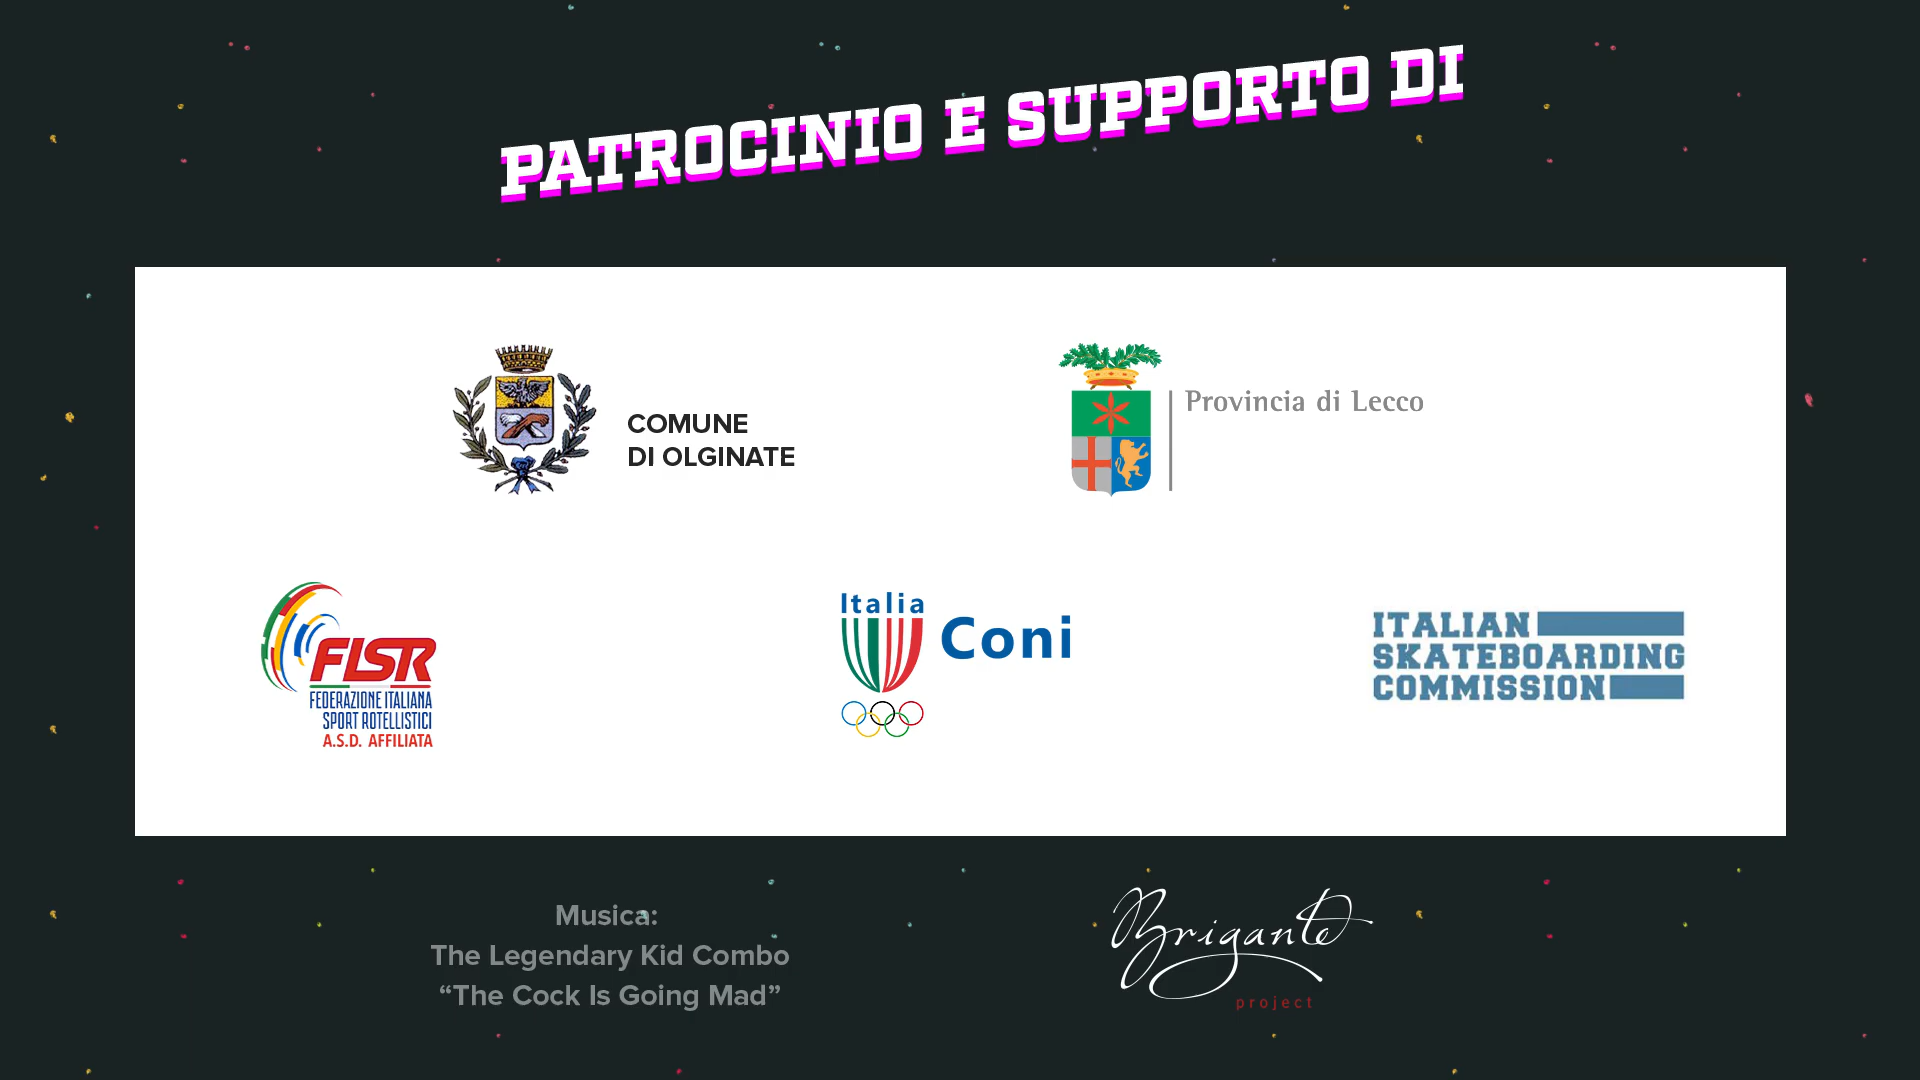 PATROCINIO E SUPPORTO DI
COMUNE
DI OLGINATE
Provincia di Lecco
FISR
FEDERAZIONE ITALIANA
SPORT ROTELLISTICI
A.S.D. AFFILIATA
Italia
Coni
ITALIAN
SKATEBOARDING
COMMISSION
Musica:
The Legendary Kid Combo
“The Cock Is Going Mad”
Brigante
project